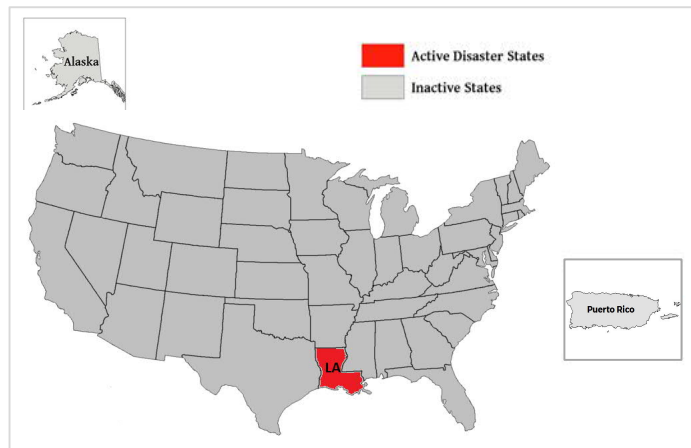 Alaska
Active Disaster States
Inactive States
Puerto Rico
LA